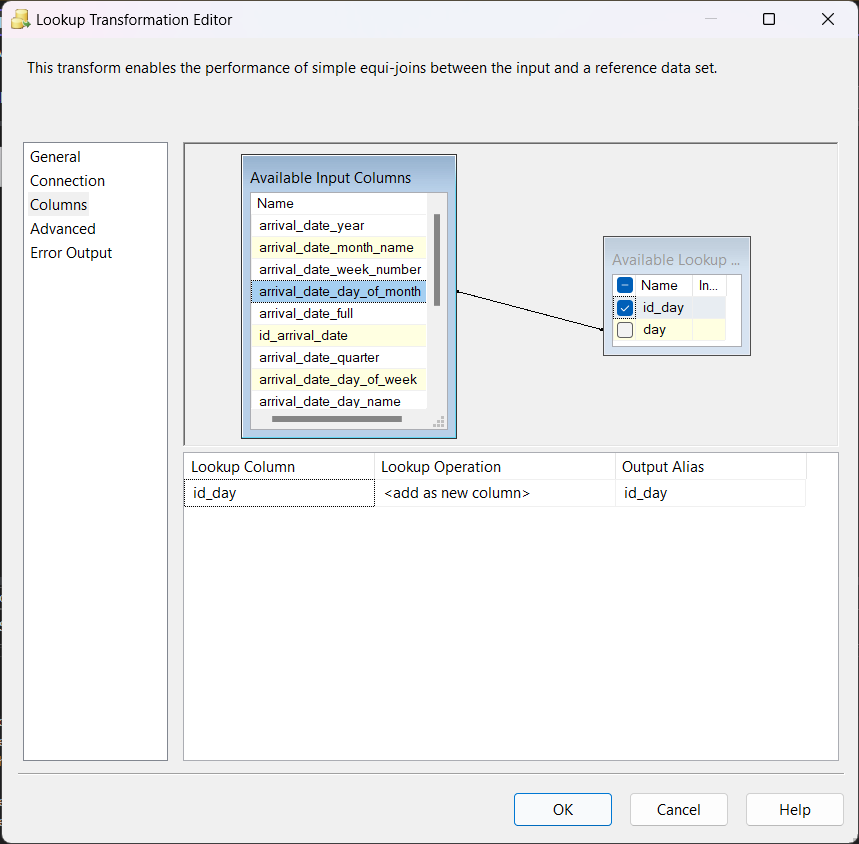 Lookup Transformation Editor
This transform enables the performance of simple equi-joins between the input and a reference data set.
General
Connection
Columns
Advanced
Error Output
Available Input Columns
Name
arrival_date_year
arrival_date_month_name
arrival_date_week_number
arrival_date_day_of_month
arrival_date_full
id_arrival_date
arrival_date_quarter
arrival_date_day_of_week
arrival_date_day_name
Available Lookup ...
Name In...
id_day
day
Lookup Column Lookup Operation Output Alias
id_day <add as new column> id_day
OK Cancel Help